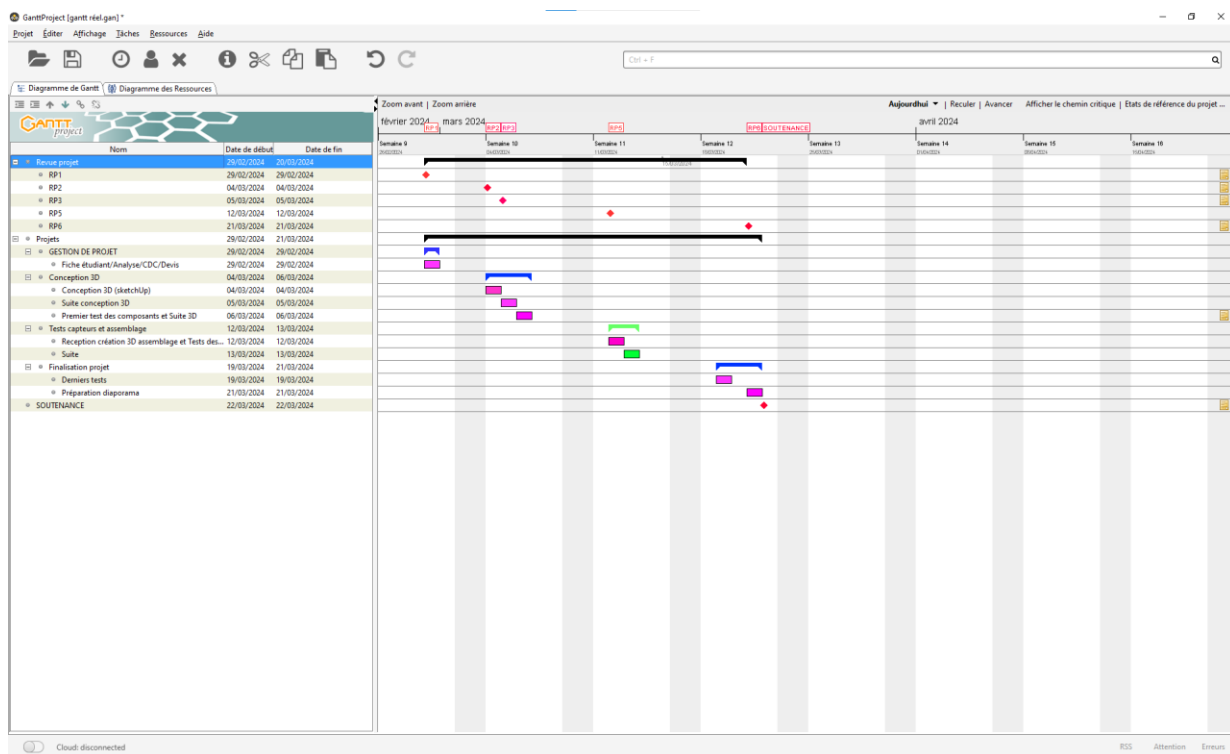 GanttProject [gantt réel.gan] *
Projet Éditer Affichage Tâches Ressources Aide
Ctrl + F
Diagramme de Gantt Diagramme des Ressources
Zoom avant | Zoom arrière Aujourd'hui | Reculer | Avancer Afficher le chemin critique | Etats de référence du projet ...
GANTT project
février 2024 mars 2024 avril 2024
RP1 RP2 RP3 RP5 RP6 SOUTENANCE
Semaine 9 Semaine 10 Semaine 11 Semaine 12 Semaine 13 Semaine 14 Semaine 15 Semaine 16
Nom Date de début Date de fin
Revue projet 29/02/2024 20/03/2024
RP1 29/02/2024 29/02/2024
RP2 04/03/2024 04/03/2024
RP3 05/03/2024 05/03/2024
RP5 12/03/2024 12/03/2024
RP6 21/03/2024 21/03/2024
Projets 29/02/2024 21/03/2024
GESTION DE PROJET 29/02/2024 29/02/2024
Fiche étudiant/Analyse/CDC/Devis 29/02/2024 29/02/2024
Conception 3D 04/03/2024 06/03/2024
Conception 3D (sketchUp) 04/03/2024 04/03/2024
Suite conception 3D 05/03/2024 05/03/2024
Premier test des composants et Suite 3D 06/03/2024 06/03/2024
Tests capteurs et assemblage 12/03/2024 13/03/2024
Reception création 3D assemblage et Tests des... 12/03/2024 12/03/2024
Suite 13/03/2024 13/03/2024
Finalisation projet 19/03/2024 21/03/2024
Derniers tests 19/03/2024 19/03/2024
Préparation diaporama 21/03/2024 21/03/2024
SOUTENANCE 22/03/2024 22/03/2024
Cloud: disconnected RSS Attention Erreurs